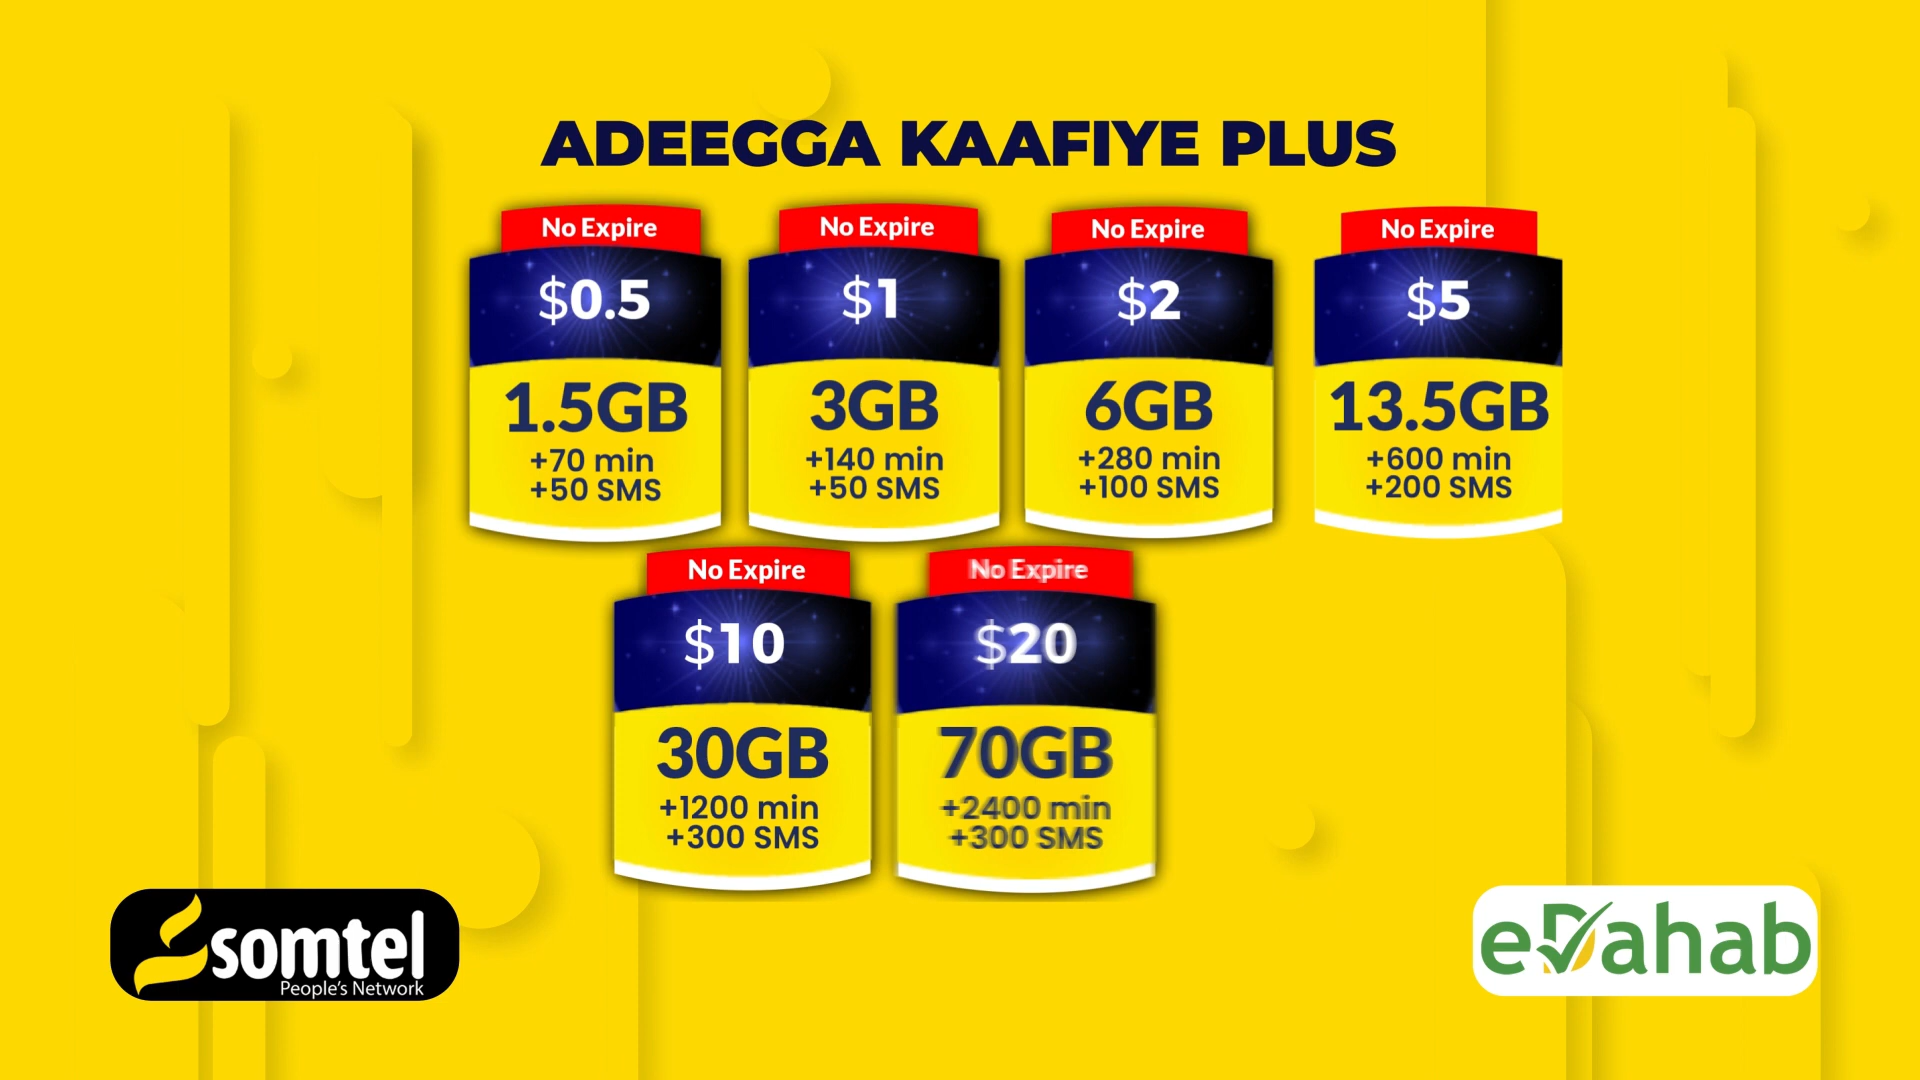 ADEEGGA KAAFIYE PLUS
No Expire
$0.5
1.5GB
+70 min
+50 SMS
No Expire
$1
3GB
+140 min
+50 SMS
No Expire
$2
6GB
+280 min
+100 SMS
No Expire
$5
13.5GB
+600 min
+200 SMS
No Expire
$10
30GB
+1200 min
+300 SMS
No Expire
$20
70GB
+2400 min
+300 SMS
somtel
People's Network
eDahab